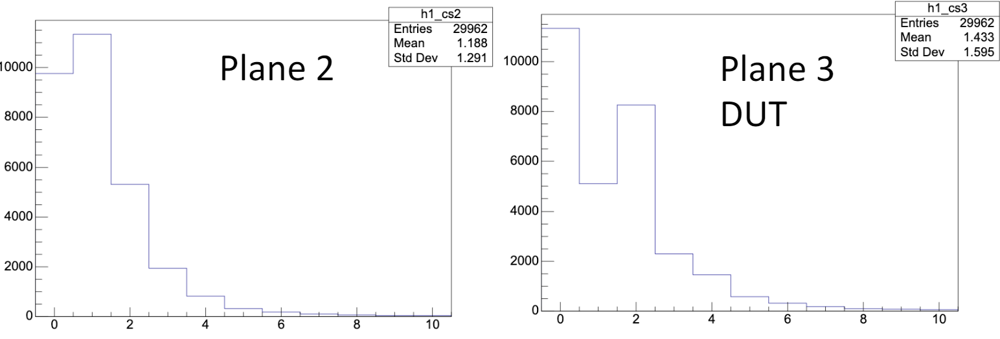 h1_cs2
Entries 29962
Mean 1.188
Std Dev 1.291
Plane 2
10000
8000
6000
4000
2000
0
0 2 4 6 8 10
h1_cs3
Entries 29962
Mean 1.433
Std Dev 1.595
Plane 3
DUT
10000
8000
6000
4000
2000
0
0 2 4 6 8 10